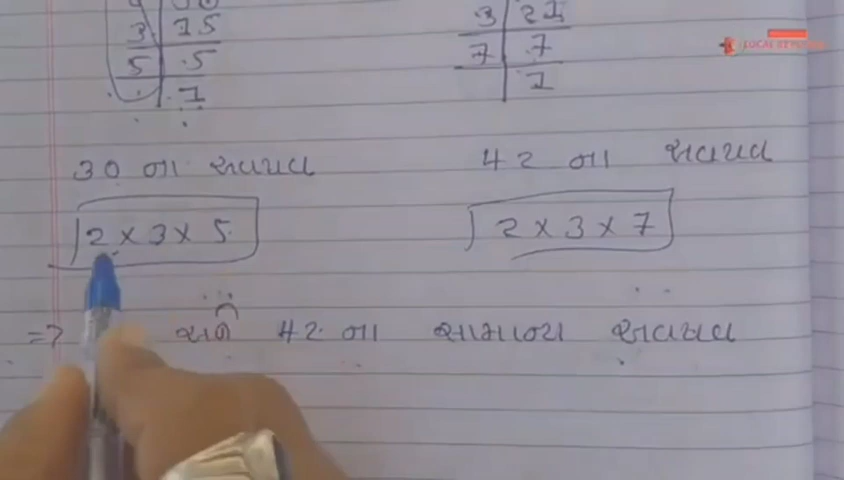 3 15 3 21
5 5 7 7
1 1
30 ના અવયવ 42 ના અવયવ
2 × 3 × 5 2 × 3 × 7
=> અને 42 ના સામાન્ય અવયવ